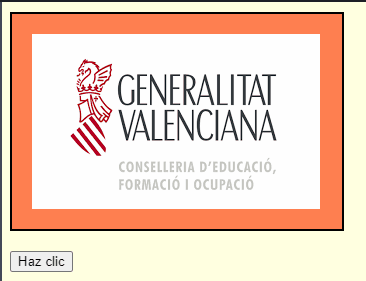 GENERALITAT
VALENCIANA
CONSELLERIA D'EDUCACIÓ,
FORMACIÓ I OCUPACIÓ
Haz clic